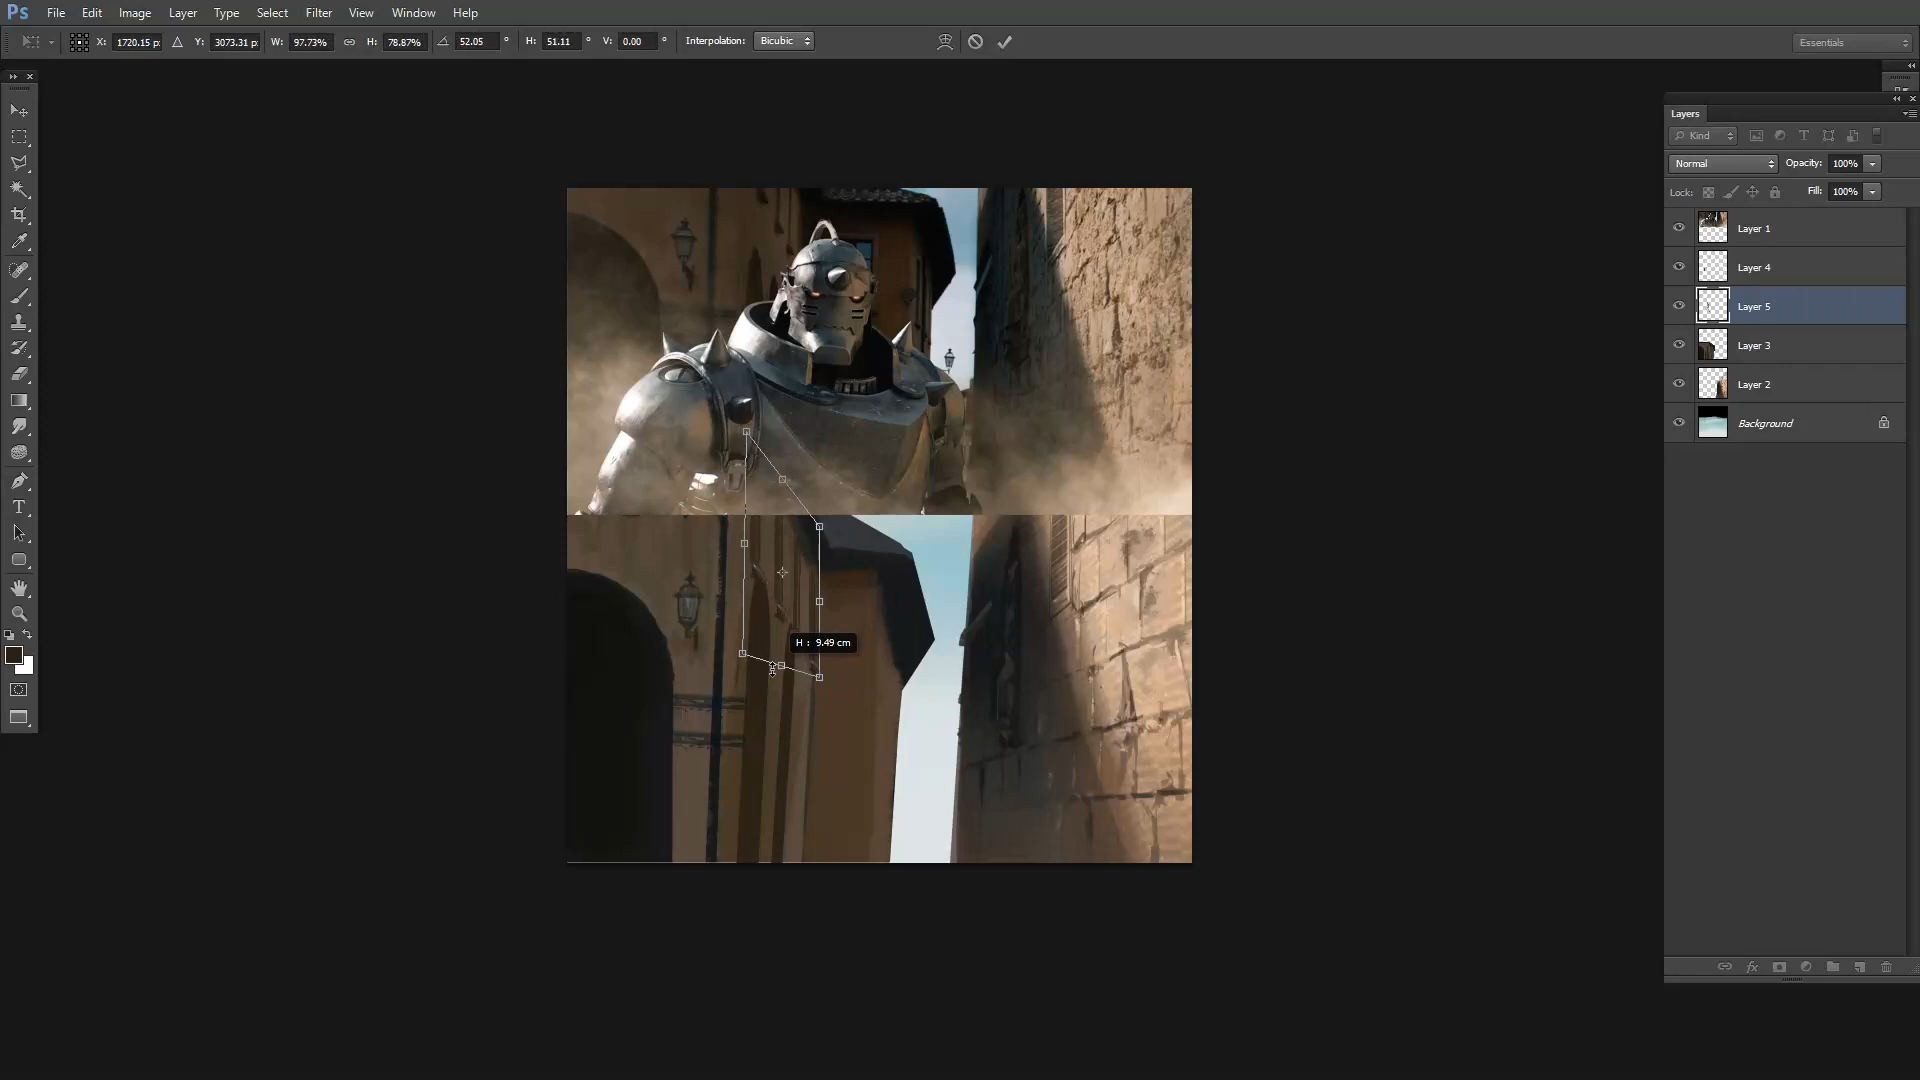 Ps File Edit Image Layer Type Select Filter View Window Help
X: 1720.15 p Y: 3073.31 p W: 97.73% H: 78.87% 52.05 ° H: 51.11 ° V: 0.00 ° Interpolation: Bicubic
Essentials
Layers
Kind
Normal Opacity: 100%
Lock: Fill: 100%
Layer 1
Layer 4
Layer 5
Layer 3
Layer 2
Background
H : 9.49 cm